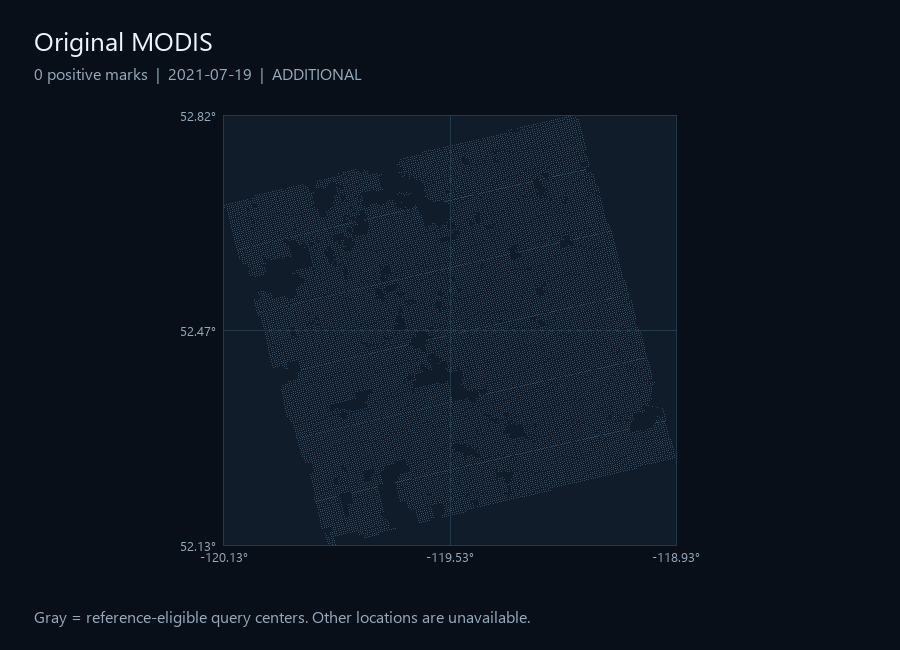 Original MODIS
0 positive marks | 2021-07-19 | ADDITIONAL
52.82°
52.47°
52.13°
-120.13°
-119.53°
-118.93°
Gray = reference-eligible query centers. Other locations are unavailable.